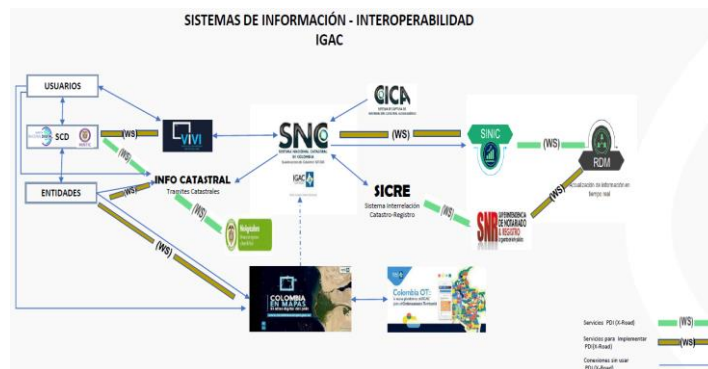 SISTEMAS DE INFORMACIÓN - INTEROPERABILIDAD
IGAC
USUARIOS
SCD
(WS)
VIVI
CICA
SNC
SISTEMA NACIONAL CATASTRAL
DE COLOMBIA
IGAC
(WS)
SINIC
(WS)
RDM
Actualización de información en
tiempo real
ENTIDADES
(WS)
(WS)
INFO CATASTRAL
Tramites Catastrales
(WS)
SICRE
Sistema Interrelación
Catastro-Registro
(WS)
SNR
SUPERINTENDENCIA
DE NOTARIADO
& REGISTRO
(WS)
(WS)
COLOMBIA
EN MAPAS
Colombia OT:
Servicios PDI (X-Road)
(WS)
Servicios para Implementar
PDI(X-Road)
(WS)
Conexiones sin usar
PDI (X-Road)